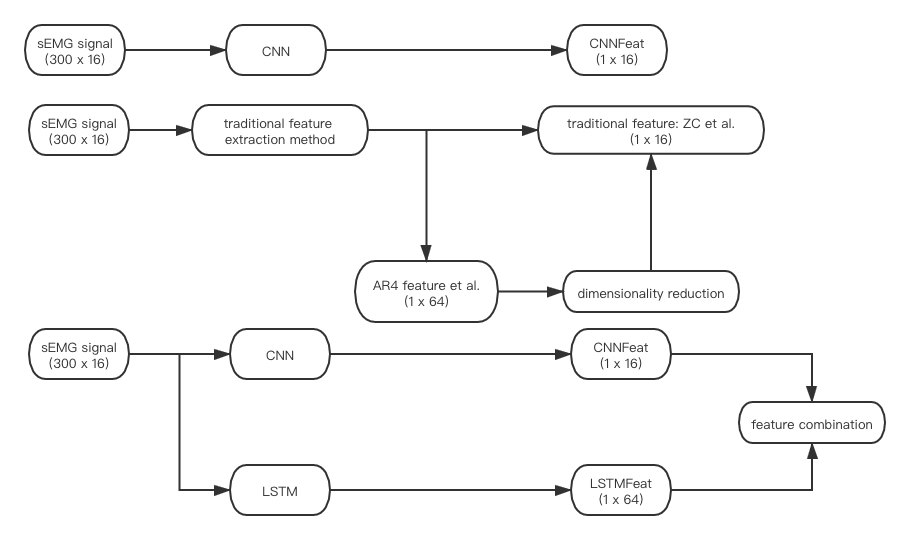 sEMG signal
(300 x 16)
CNN
CNNFeat
(1 x 16)
sEMG signal
(300 x 16)
traditional feature
extraction method
traditional feature: ZC et al.
(1 x 16)
AR4 feature et al.
(1 x 64)
dimensionality reduction
sEMG signal
(300 x 16)
CNN
CNNFeat
(1 x 16)
feature combination
LSTM
LSTMFeat
(1 x 64)